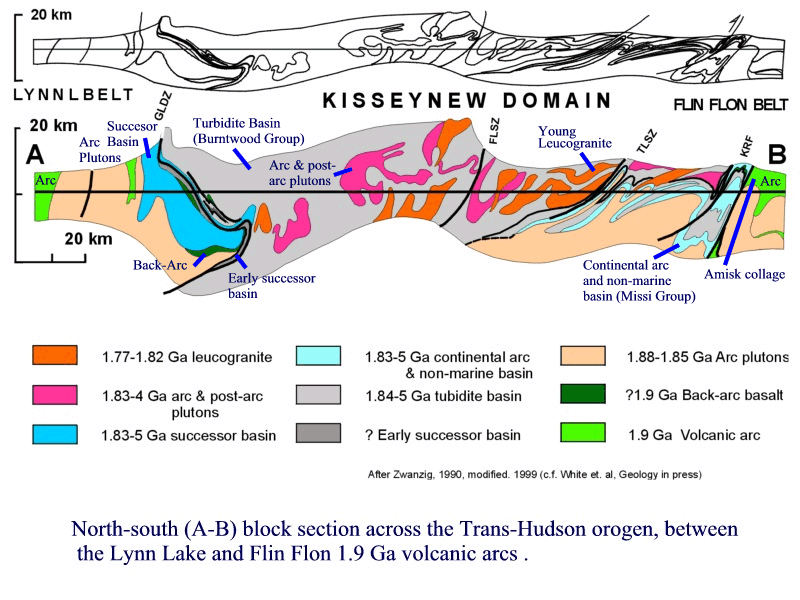 20 km
LYNNLBELT
KISSEYNEW DOMAIN
FLIN FLON BELT
20 km
GLDZ
Succesor
Basin
Arc
Plutons
Turbidite Basin
(Burntwood Group)
FLSZ
Young
Leucogranite
TLSZ
KRF
A
B
Arc & post-
arc plutons
Arc
Arc
20 km
Back-Arc
Early successor
basin
Continental arc
and non-marine
basin (Missi Group)
Amisk collage
1.77-1.82 Ga leucogranite
1.83-5 Ga continental arc
& non-marine basin
1.88-1.85 Ga Arc plutons
1.83-4 Ga arc & post-arc
plutons
1.84-5 Ga tubidite basin
?1.9 Ga Back-arc basalt
1.83-5 Ga successor basin
? Early successor basin
1.9 Ga Volcanic arc
After Zwanzig, 1990, modified. 1999 (c.f. White et. al, Geology in press)
North-south (A-B) block section across the Trans-Hudson orogen, between
the Lynn Lake and Flin Flon 1.9 Ga volcanic arcs .